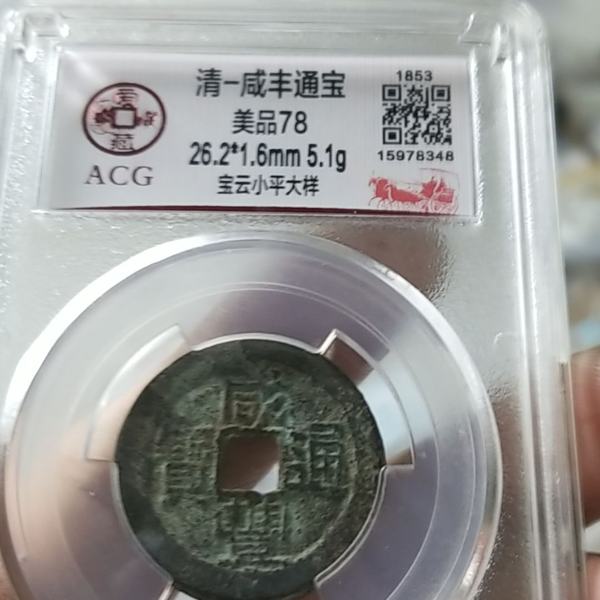 清-咸丰通宝
美品78
26.2*1.6mm 5.1g
宝云小平大样
1853
15978348
ACG
咸
寶 通
豐